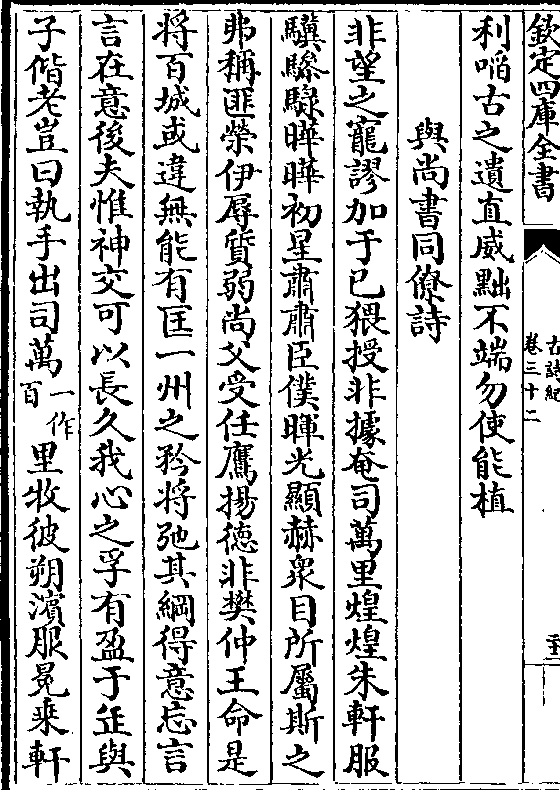 欽定四庫全書
古詩紀
卷三十二
利㗖古之遺直威黜不端勿使能植
與尚書同僚詩
非望之寵謬加于已猥授非據奄司萬里煌煌朱軒服
驥驂騄曄曄初星肅肅臣僕暉光顯赫衆目所屬斯之
弗稱匪榮伊辱質弱尚父受任鷹揚德非樊仲王命是
將百城或違無能有匡一州之矜將弛其綱得意忘言
言在意後夫惟神交可以長久我心之孚有盈于缶與
子偕老豈曰執手出司萬一作百里牧彼朔濵服冕乗軒